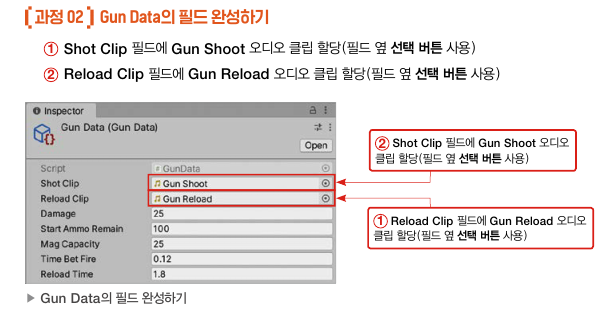 [과정 02] Gun Data의 필드 완성하기
① Shot Clip 필드에 Gun Shoot 오디오 클립 할당(필드 옆 선택 버튼 사용)
② Reload Clip 필드에 Gun Reload 오디오 클립 할당(필드 옆 선택 버튼 사용)
Inspector
Gun Data (Gun Data)
Open
Script GunData
Shot Clip Gun Shoot
Reload Clip Gun Reload
Damage 25
Start Ammo Remain 100
Mag Capacity 25
Time Bet Fire 0.12
Reload Time 1.8
② Shot Clip 필드에 Gun Shoot 오디오
클립 할당(필드 옆 선택 버튼 사용)
① Reload Clip 필드에 Gun Reload 오디오
클립 할당(필드 옆 선택 버튼 사용)
▶ Gun Data의 필드 완성하기